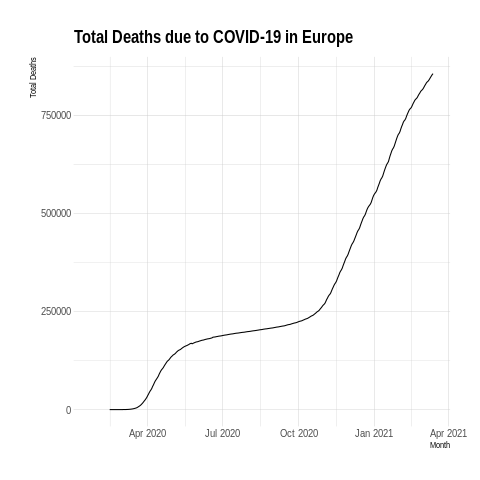 Total Deaths due to COVID-19 in Europe
Total Deaths
750000
500000
250000
0
Apr 2020 Jul 2020 Oct 2020 Jan 2021 Apr 2021
Month